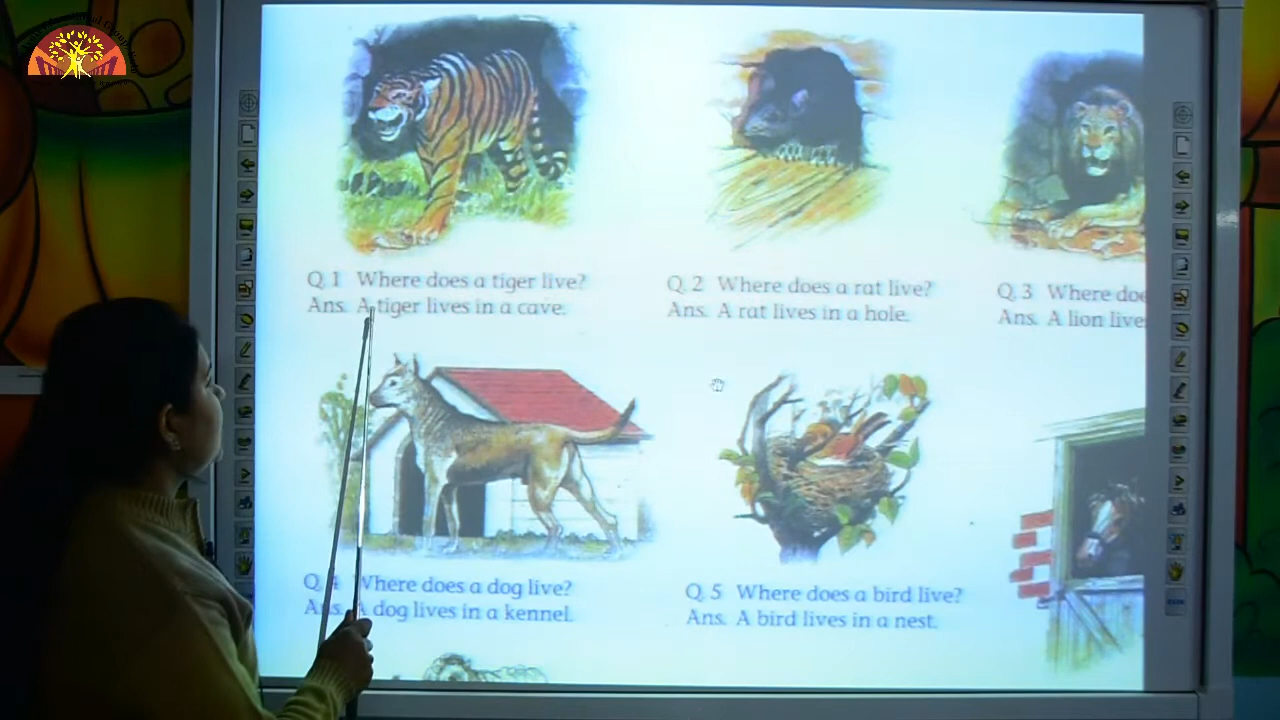 Q. 1 Where does a tiger live?
Ans. A tiger lives in a cave.
Q. 2 Where does a rat live?
Ans. A rat lives in a hole.
Q. 3 Where doe
Ans. A lion live
Q. 4 Where does a dog live?
Ans. A dog lives in a kennel.
Q. 5 Where does a bird live?
Ans. A bird lives in a nest.